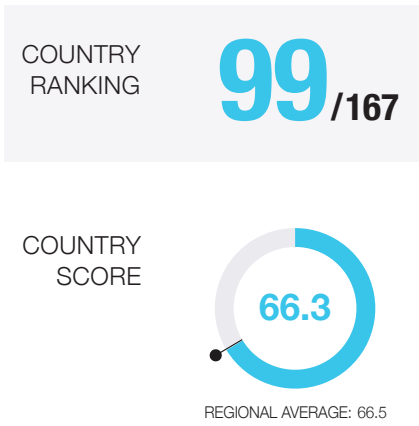 COUNTRY
RANKING
99/167
COUNTRY
SCORE
66.3
REGIONAL AVERAGE: 66.5